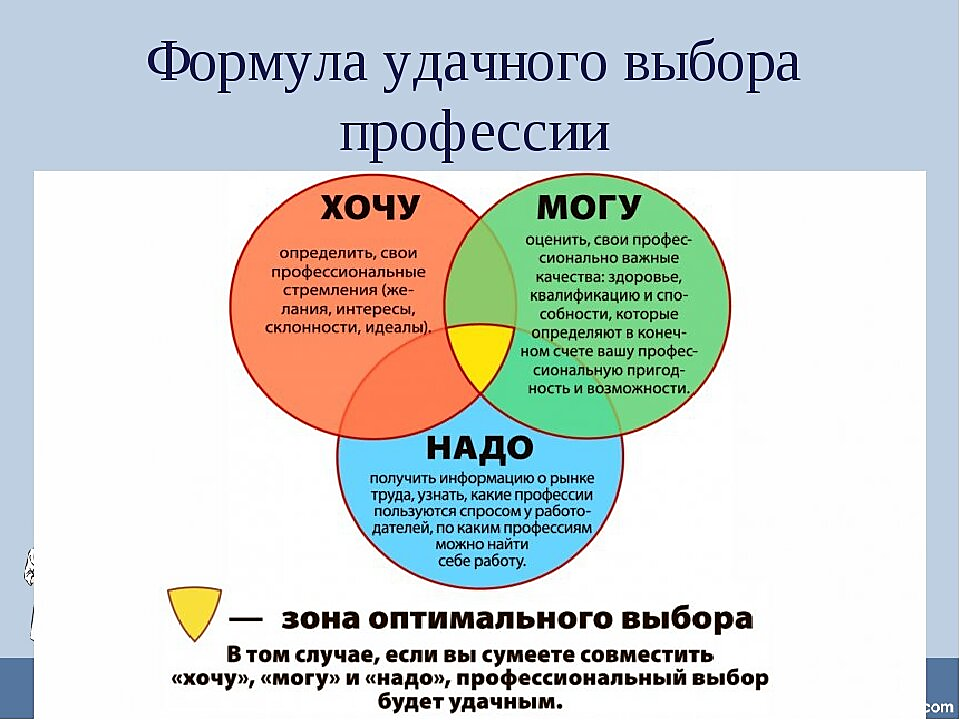 Формула удачного выбора
профессии
ХОЧУ
определить, свои
профессиональные
стремления (же-
лания, интересы,
склонности, идеалы).
МОГУ
оценить, свои профес-
сионально важные
качества: здоровье,
квалификацию и спо-
собности, которые
определяют в конеч-
ном счете вашу профес-
сиональную пригод-
ность и возможности.
НАДО
получить информацию о рынке
труда, узнать, какие профессии
пользуются спросом у работо-
дателей, по каким профессиям
можно найти
себе работу.
— зона оптимального выбора
В том случае, если вы сумеете совместить
«хочу», «могу» и «надо», профессиональный выбор
будет удачным.
com